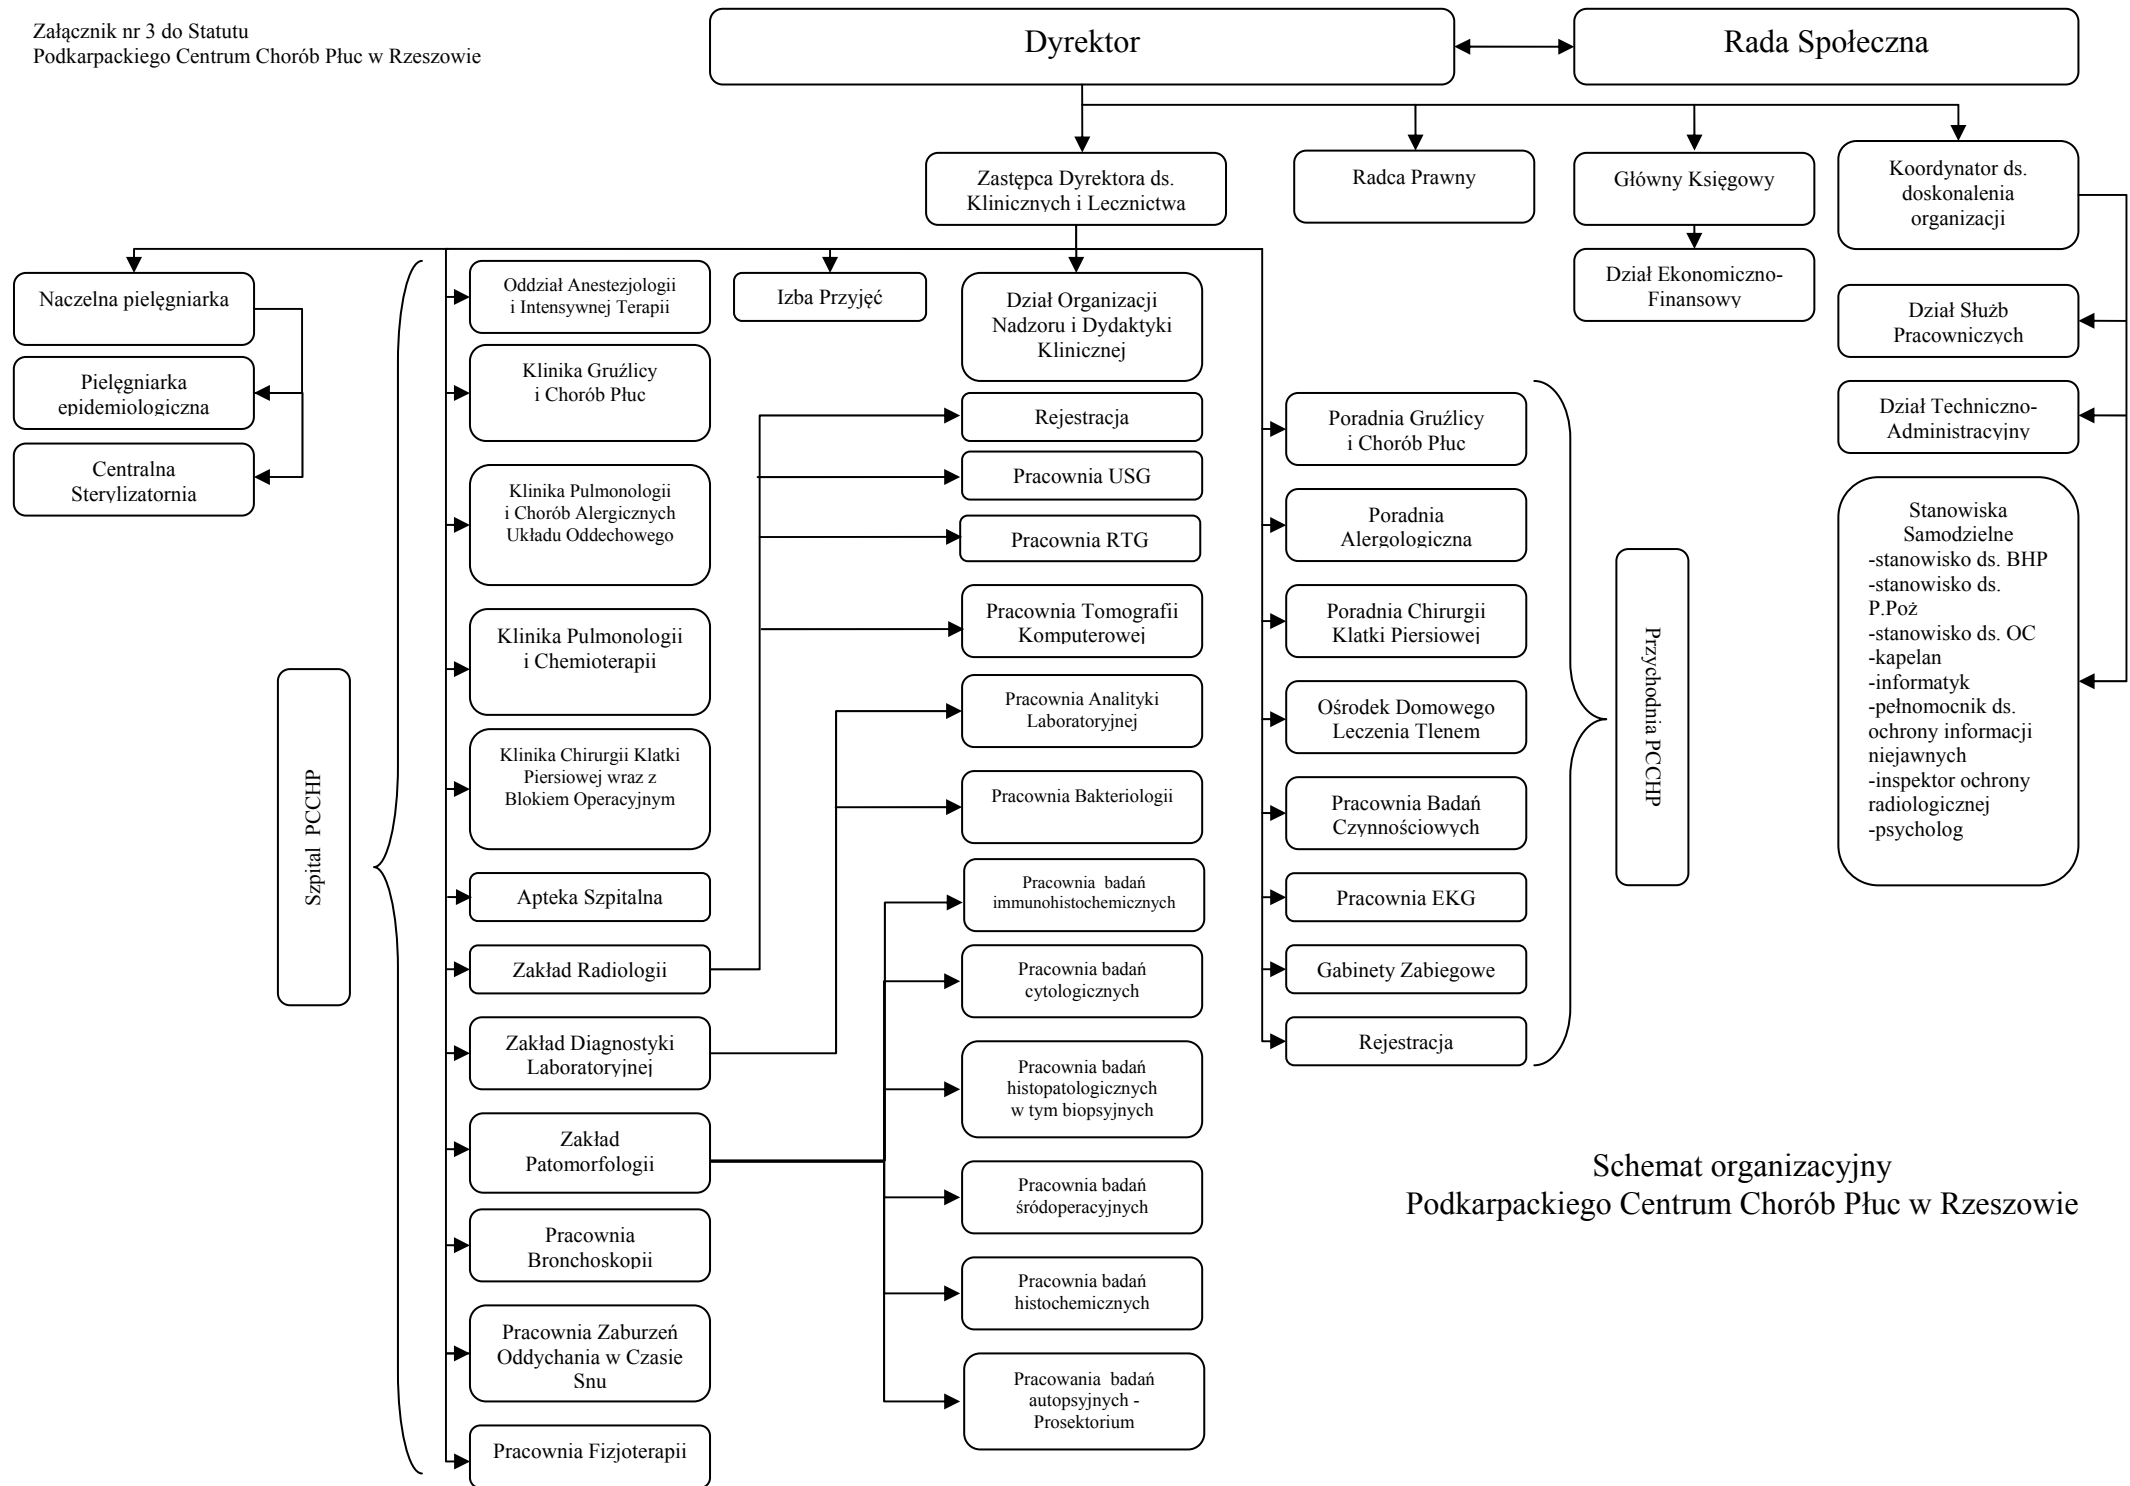 Załącznik nr 3 do Statutu
Podkarpackiego Centrum Chorób Płuc w Rzeszowie
Dyrektor
Rada Społeczna
Zastępca Dyrektora ds.
Klinicznych i Lecznictwa
Radca Prawny
Główny Księgowy
Koordynator ds.
doskonalenia
organizacji
Naczelna pielęgniarka
Pielęgniarka
epidemiologiczna
Centralna
Sterylizatornia
Szpital PCCHP
Oddział Anestezjologii
i Intensywnej Terapii
Klinika Gruźlicy
i Chorób Płuc
Klinika Pulmonologii
i Chorób Alergicznych
Układu Oddechowego
Klinika Pulmonologii
i Chemioterapii
Klinika Chirurgii Klatki
Piersiowej wraz z
Blokiem Operacyjnym
Apteka Szpitalna
Zakład Radiologii
Zakład Diagnostyki
Laboratoryjnej
Zakład
Patomorfologii
Pracownia
Bronchoskopii
Pracownia Zaburzeń
Oddychania w Czasie
Snu
Pracownia Fizjoterapii
Izba Przyjęć
Dział Organizacji
Nadzoru i Dydaktyki
Klinicznej
Rejestracja
Pracownia USG
Pracownia RTG
Pracownia Tomografii
Komputerowej
Pracownia Analityki
Laboratoryjnej
Pracownia Bakteriologii
Pracownia badań
immunohistochemicznych
Pracownia badań
cytologicznych
Pracownia badań
histopatologicznych
w tym biopsyjnych
Pracownia badań
śródoperacyjnych
Pracownia badań
histochemicznych
Pracowania badań
autopsyjnych -
Prosektorium
Poradnia Gruźlicy
i Chorób Płuc
Poradnia
Alergologiczna
Poradnia Chirurgii
Klatki Piersiowej
Ośrodek Domowego
Leczenia Tlenem
Pracownia Badań
Czynnościowych
Pracownia EKG
Gabinety Zabiegowe
Rejestracja
Przychodnia PCCHP
Dział Ekonomiczno-
Finansowy
Dział Służb
Pracowniczych
Dział Techniczno-
Administracyjny
Stanowiska
Samodzielne
-stanowisko ds. BHP
-stanowisko ds.
P.Poż
-stanowisko ds. OC
-kapelan
-informatyk
-pełnomocnik ds.
ochrony informacji
niejawnych
-inspektor ochrony
radiologicznej
-psycholog
Schemat organizacyjny
Podkarpackiego Centrum Chorób Płuc w Rzeszowie